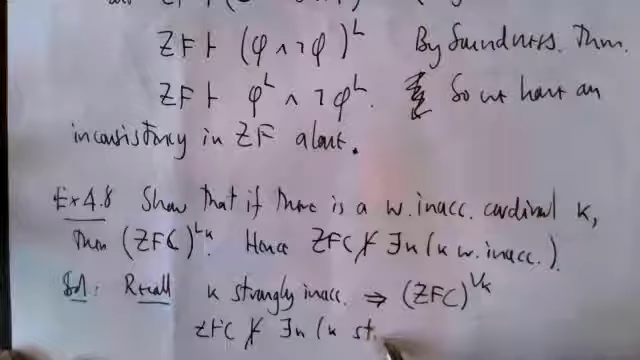 ZF ⊢ (φ ∧ ¬φ)^L By Soundness. Thm.
ZF ⊢ φ^L ∧ ¬φ^L. So we have an
inconsistency in ZF alone.
Ex 4.8 Show that if there is a w. inacc. cardinal κ,
then (ZFC)^{L_κ}. Hence ZFC ⊬ ∃κ(κ w. inacc.).
Sol: Recall κ strongly inacc. ⇒ (ZFC)^{V_κ}
ZFC ⊬ ∃κ(κ st